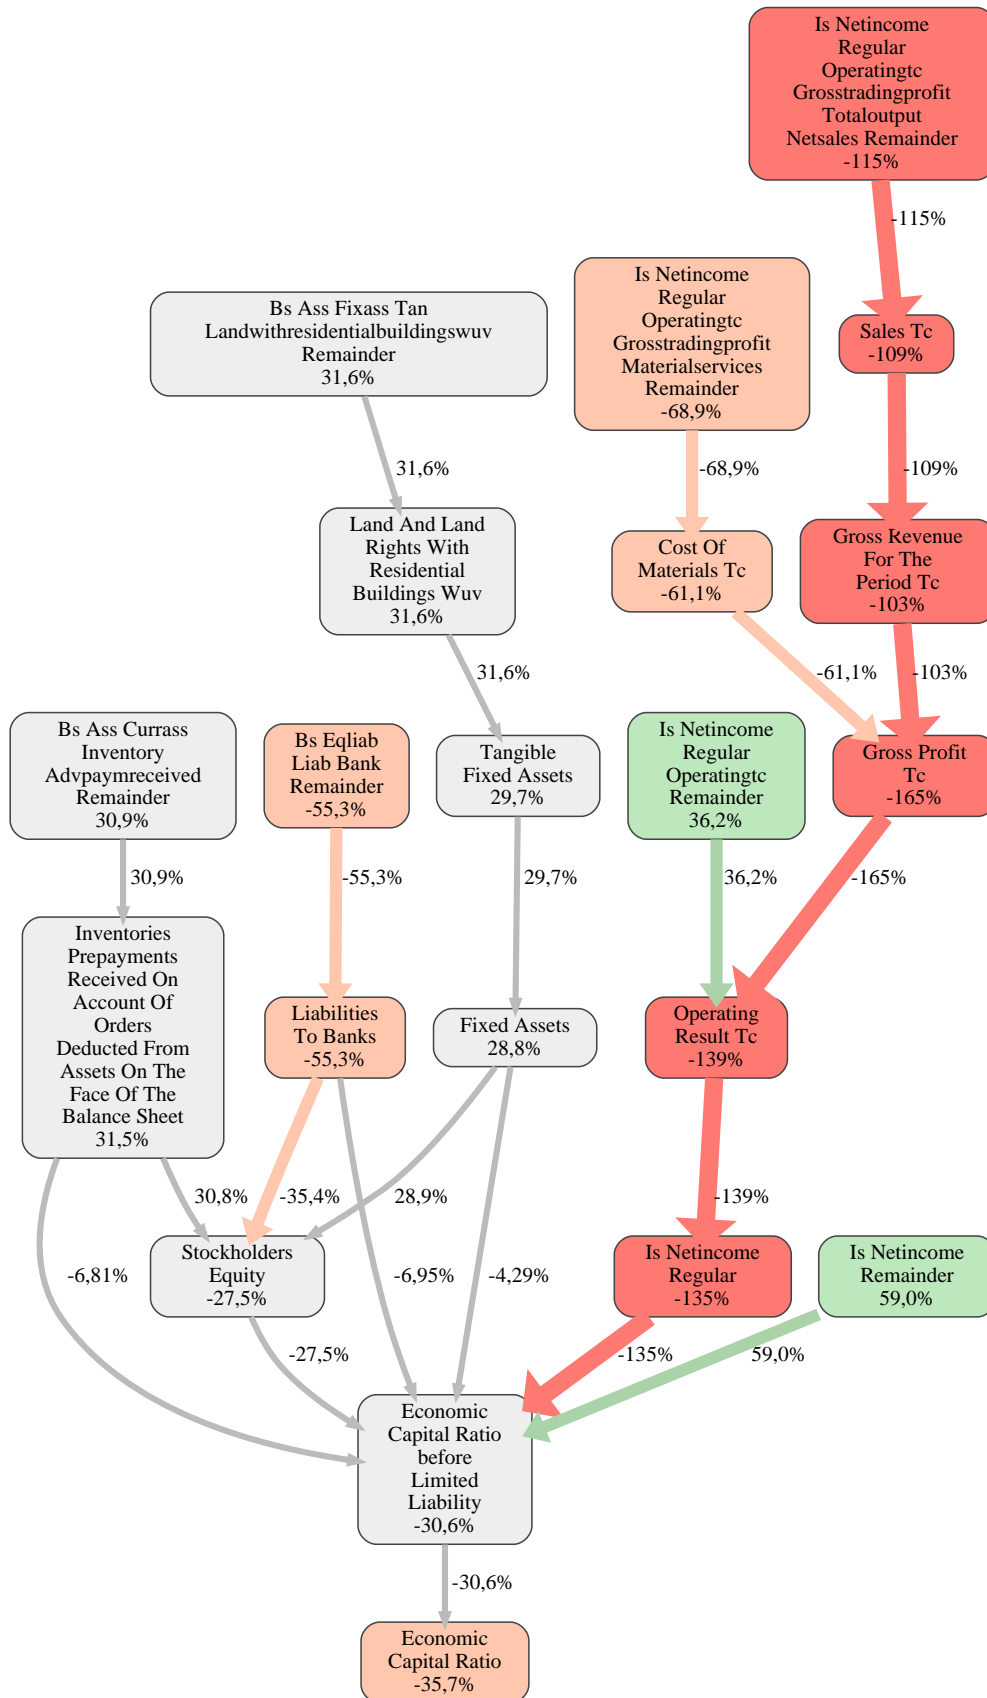 Is Netincome
Regular
Operatingtc
Grosstradingprofit
Totaloutput
Netsales Remainder
-115%
-115%
Is Netincome
Regular
Operatingtc
Grosstradingprofit
Materialservices
Remainder
-68,9%
Bs Ass Fixass Tan
Landwithresidentialbuildingswuv
Remainder
31,6%
Sales Tc
-109%
31,6%
-68,9%
-109%
Land And Land
Rights With
Residential
Buildings Wuv
31,6%
Cost Of
Materials Tc
-61,1%
Gross Revenue
For The
Period Tc
-103%
31,6%
-61,1%
-103%
Bs Ass Currass
Inventory
Advpaymreceived
Remainder
30,9%
Bs Eqliab
Liab Bank
Remainder
-55,3%
Tangible
Fixed Assets
29,7%
Is Netincome
Regular
Operatingtc
Remainder
36,2%
Gross Profit
Tc
-165%
30,9%
-55,3%
29,7%
36,2%
-165%
Inventories
Prepayments
Received On
Account Of
Orders
Deducted From
Assets On The
Face Of The
Balance Sheet
31,5%
Liabilities
To Banks
-55,3%
Fixed Assets
28,8%
Operating
Result Tc
-139%
30,8%
-35,4%
28,9%
-139%
Stockholders
Equity
-27,5%
Is Netincome
Regular
-135%
Is Netincome
Remainder
59,0%
-6,81%
-6,95%
-4,29%
-27,5%
-135%
59,0%
Economic
Capital Ratio
before
Limited
Liability
-30,6%
-30,6%
Economic
Capital Ratio
-35,7%